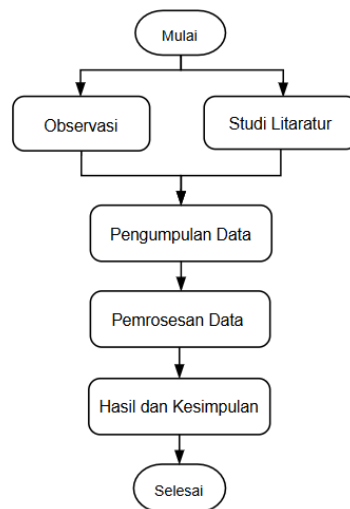 Mulai
Observasi
Studi Litaratur
Pengumpulan Data
Pemrosesan Data
Hasil dan Kesimpulan
Selesai